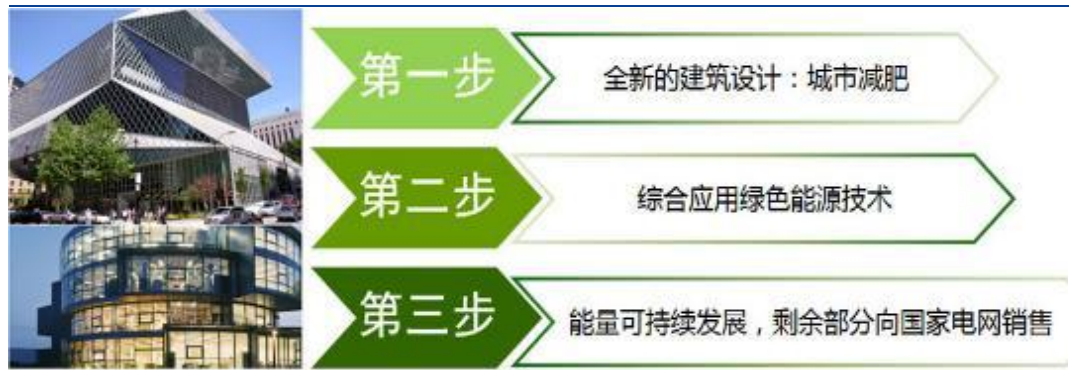 第一步
全新的建筑设计：城市减肥
第二步
综合应用绿色能源技术
第三步
能量可持续发展，剩余部分向国家电网销售